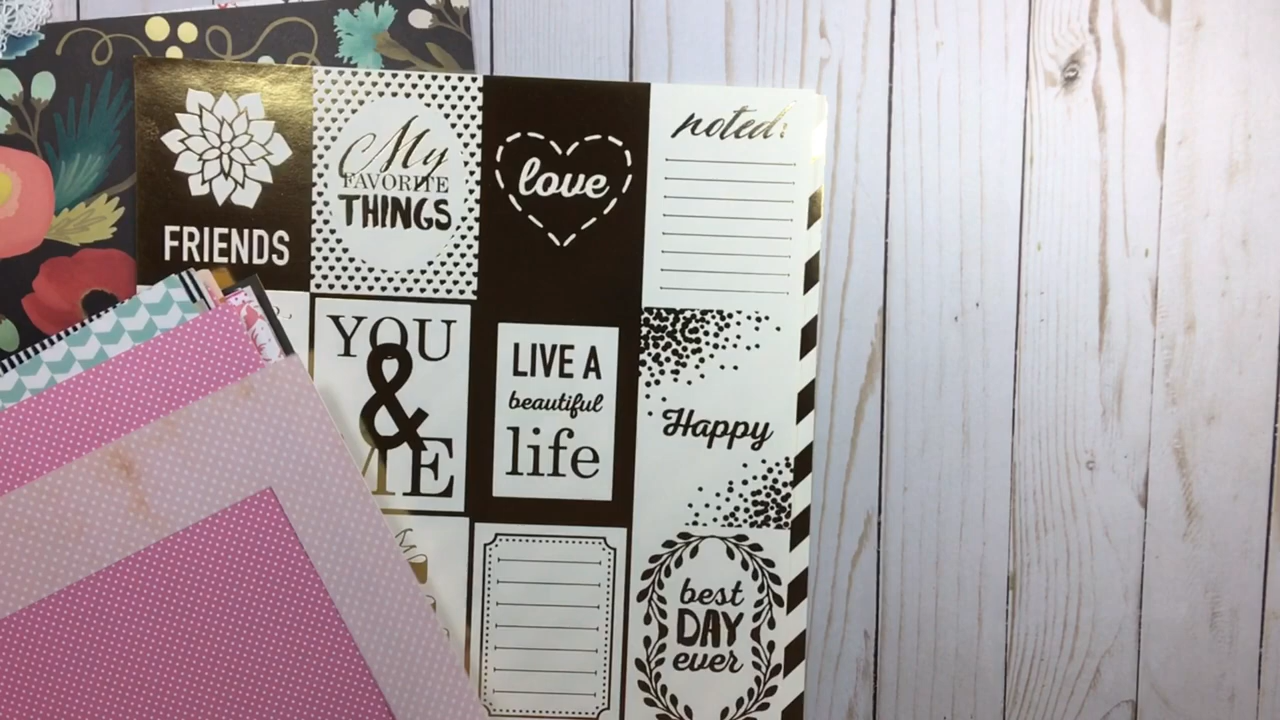 FRIENDS
My
FAVORITE
THINGS
love
noted:
YOU
&
ME
LIVE A
beautiful
life
Happy
best
DAY
ever